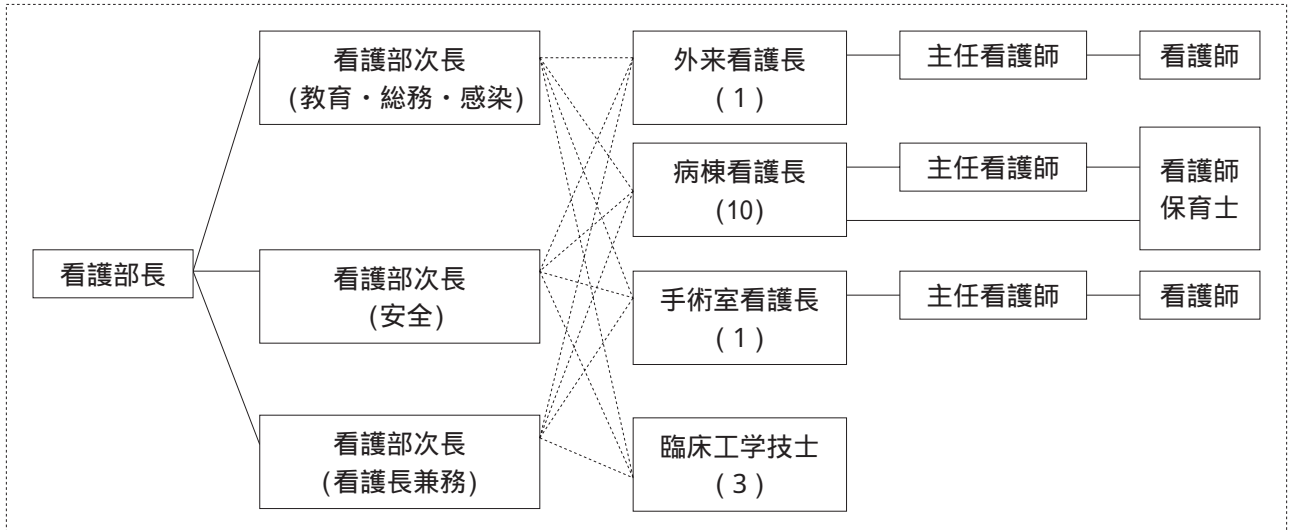 看護部長
看護部次長
(教育・総務・感染)
看護部次長
(安全)
看護部次長
(看護長兼務)
外来看護長
( 1 )
主任看護師
看護師
病棟看護長
(10)
主任看護師
看護師
保育士
手術室看護長
( 1 )
主任看護師
看護師
臨床工学技士
( 3 )